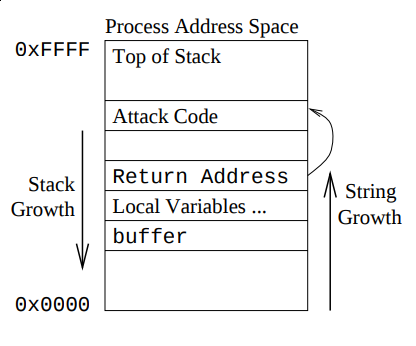 Process Address Space
0xFFFF
Top of Stack
Attack Code
Return Address
Stack
Growth
String
Growth
Local Variables ...
buffer
0x0000